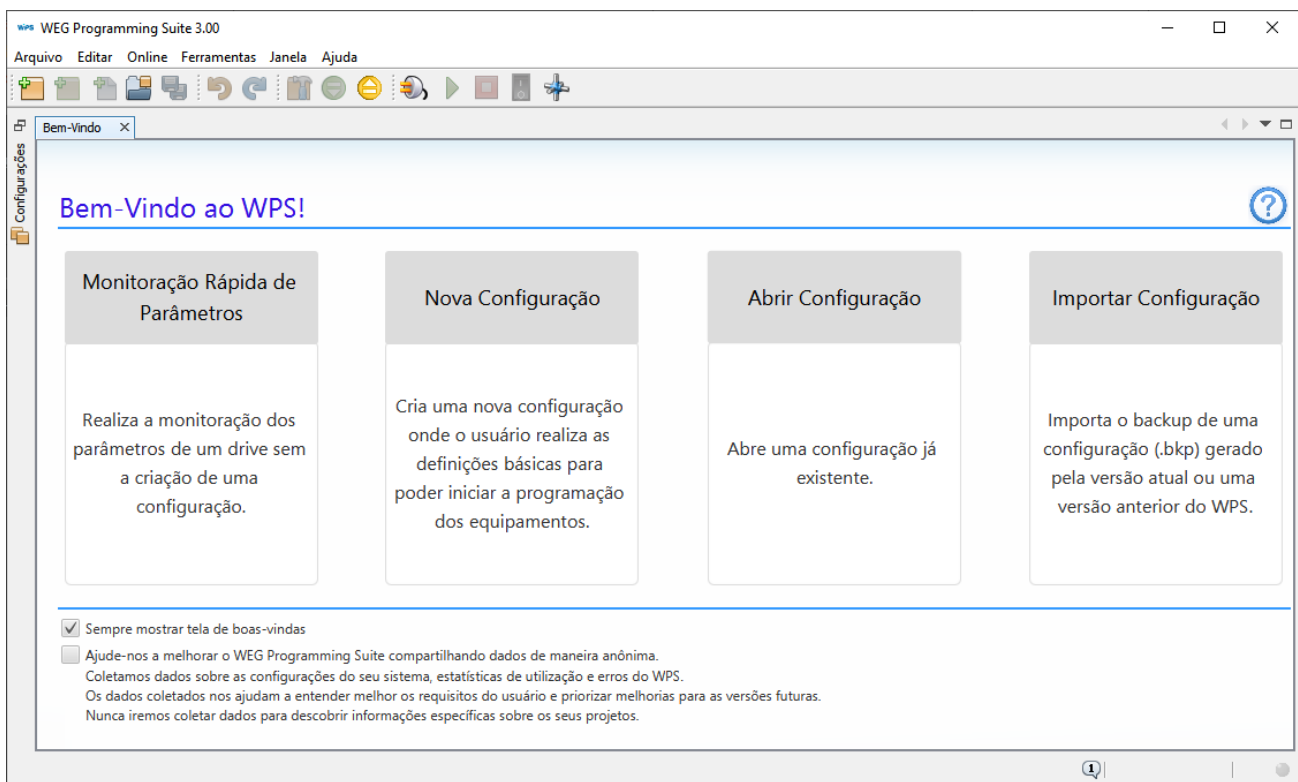 WPS WEG Programming Suite 3.00
Arquivo Editar Online Ferramentas Janela Ajuda
Bem-Vindo
Configurações
Bem-Vindo ao WPS!
?
Monitoração Rápida de
Parâmetros
Realiza a monitoração dos
parâmetros de um drive sem
a criação de uma
configuração.
Nova Configuração
Cria uma nova configuração
onde o usuário realiza as
definições básicas para
poder iniciar a programação
dos equipamentos.
Abrir Configuração
Abre uma configuração já
existente.
Importar Configuração
Importa o backup de uma
configuração (.bkp) gerado
pela versão atual ou uma
versão anterior do WPS.
Sempre mostrar tela de boas-vindas
Ajude-nos a melhorar o WEG Programming Suite compartilhando dados de maneira anônima.
Coletamos dados sobre as configurações do seu sistema, estatísticas de utilização e erros do WPS.
Os dados coletados nos ajudam a entender melhor os requisitos do usuário e priorizar melhorias para as versões futuras.
Nunca iremos coletar dados para descobrir informações específicas sobre os seus projetos.
1